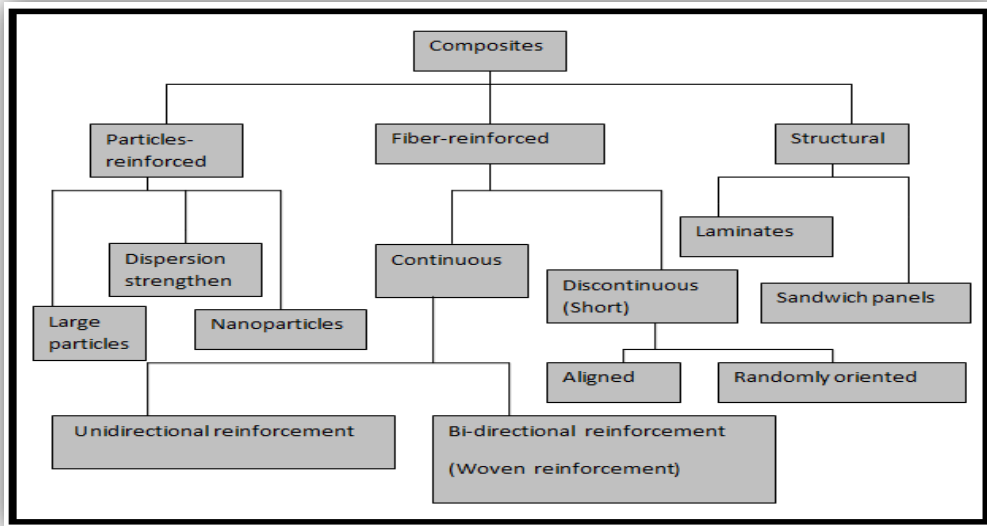 Composites
Particles-
reinforced
Fiber-reinforced
Structural
Laminates
Dispersion
strengthen
Continuous
Discontinuous
(Short)
Sandwich panels
Large
particles
Nanoparticles
Aligned
Randomly oriented
Unidirectional reinforcement
Bi-directional reinforcement
(Woven reinforcement)